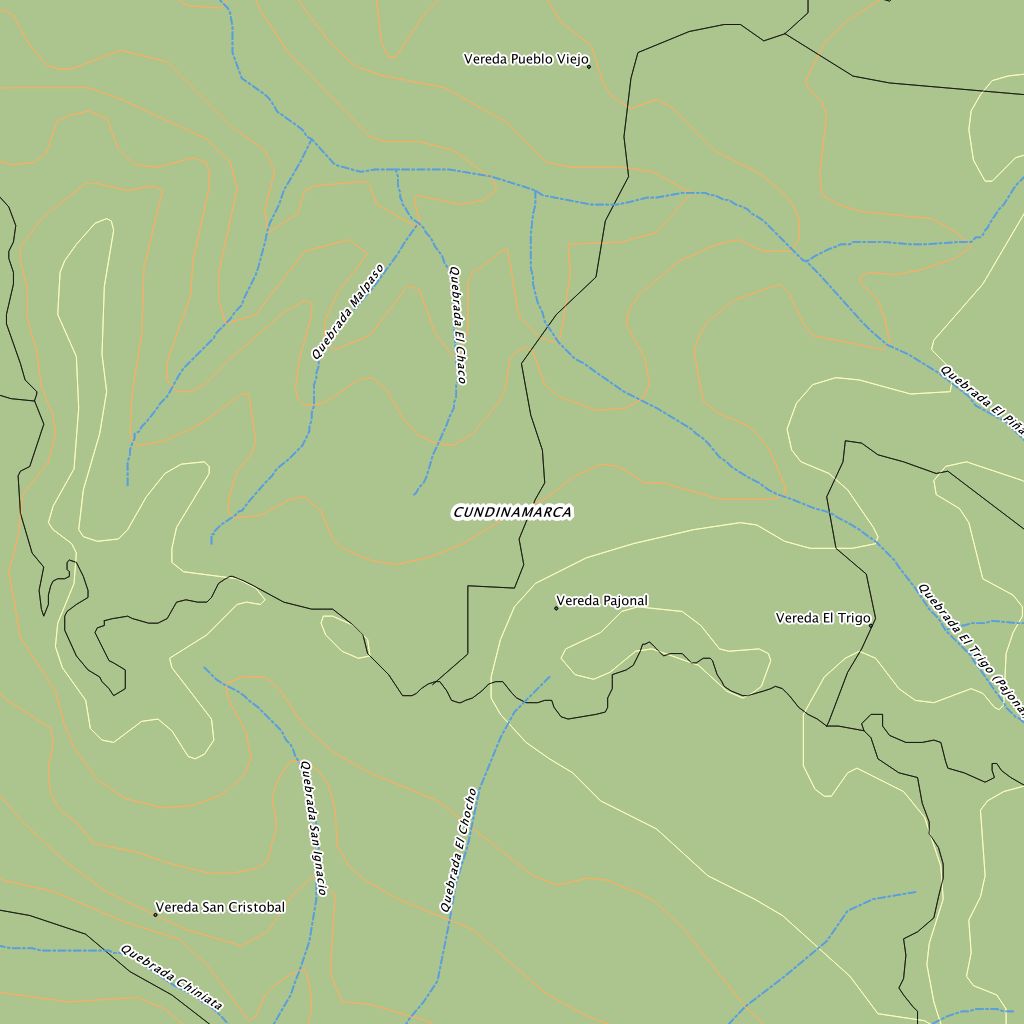 Vereda Pueblo Viejo
Quebrada Malpaso
Quebrada El Chaco
Quebrada El Piña
CUNDINAMARCA
Vereda Pajonal
Vereda El Trigo
Quebrada El Trigo (Pajonal
Quebrada San Ignacio
Quebrada El Chocho
Vereda San Cristobal
Quebrada Chiniata